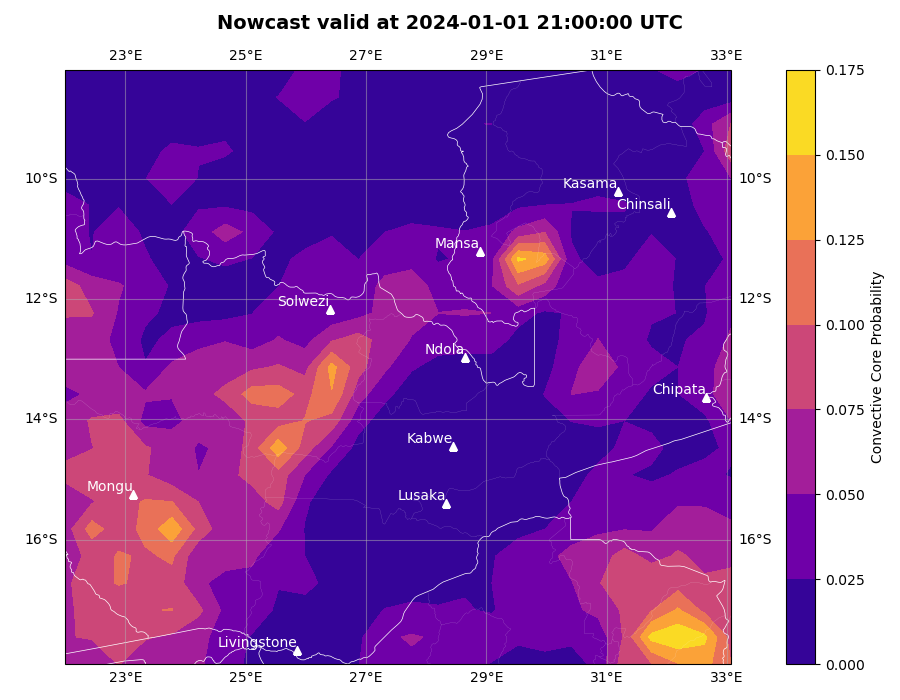 Nowcast valid at 2024-01-01 21:00:00 UTC
23°E 25°E 27°E 29°E 31°E 33°E
0.175
0.150
10°S Kasama 10°S
Chinsali
0.125
Mansa
12°S Solwezi 12°S
0.100
Ndola
Chipata
0.075
14°S 14°S
Kabwe
Mongu Lusaka
0.050
16°S 16°S
0.025
Livingstone
0.000
23°E 25°E 27°E 29°E 31°E 33°E
Convective Core Probability